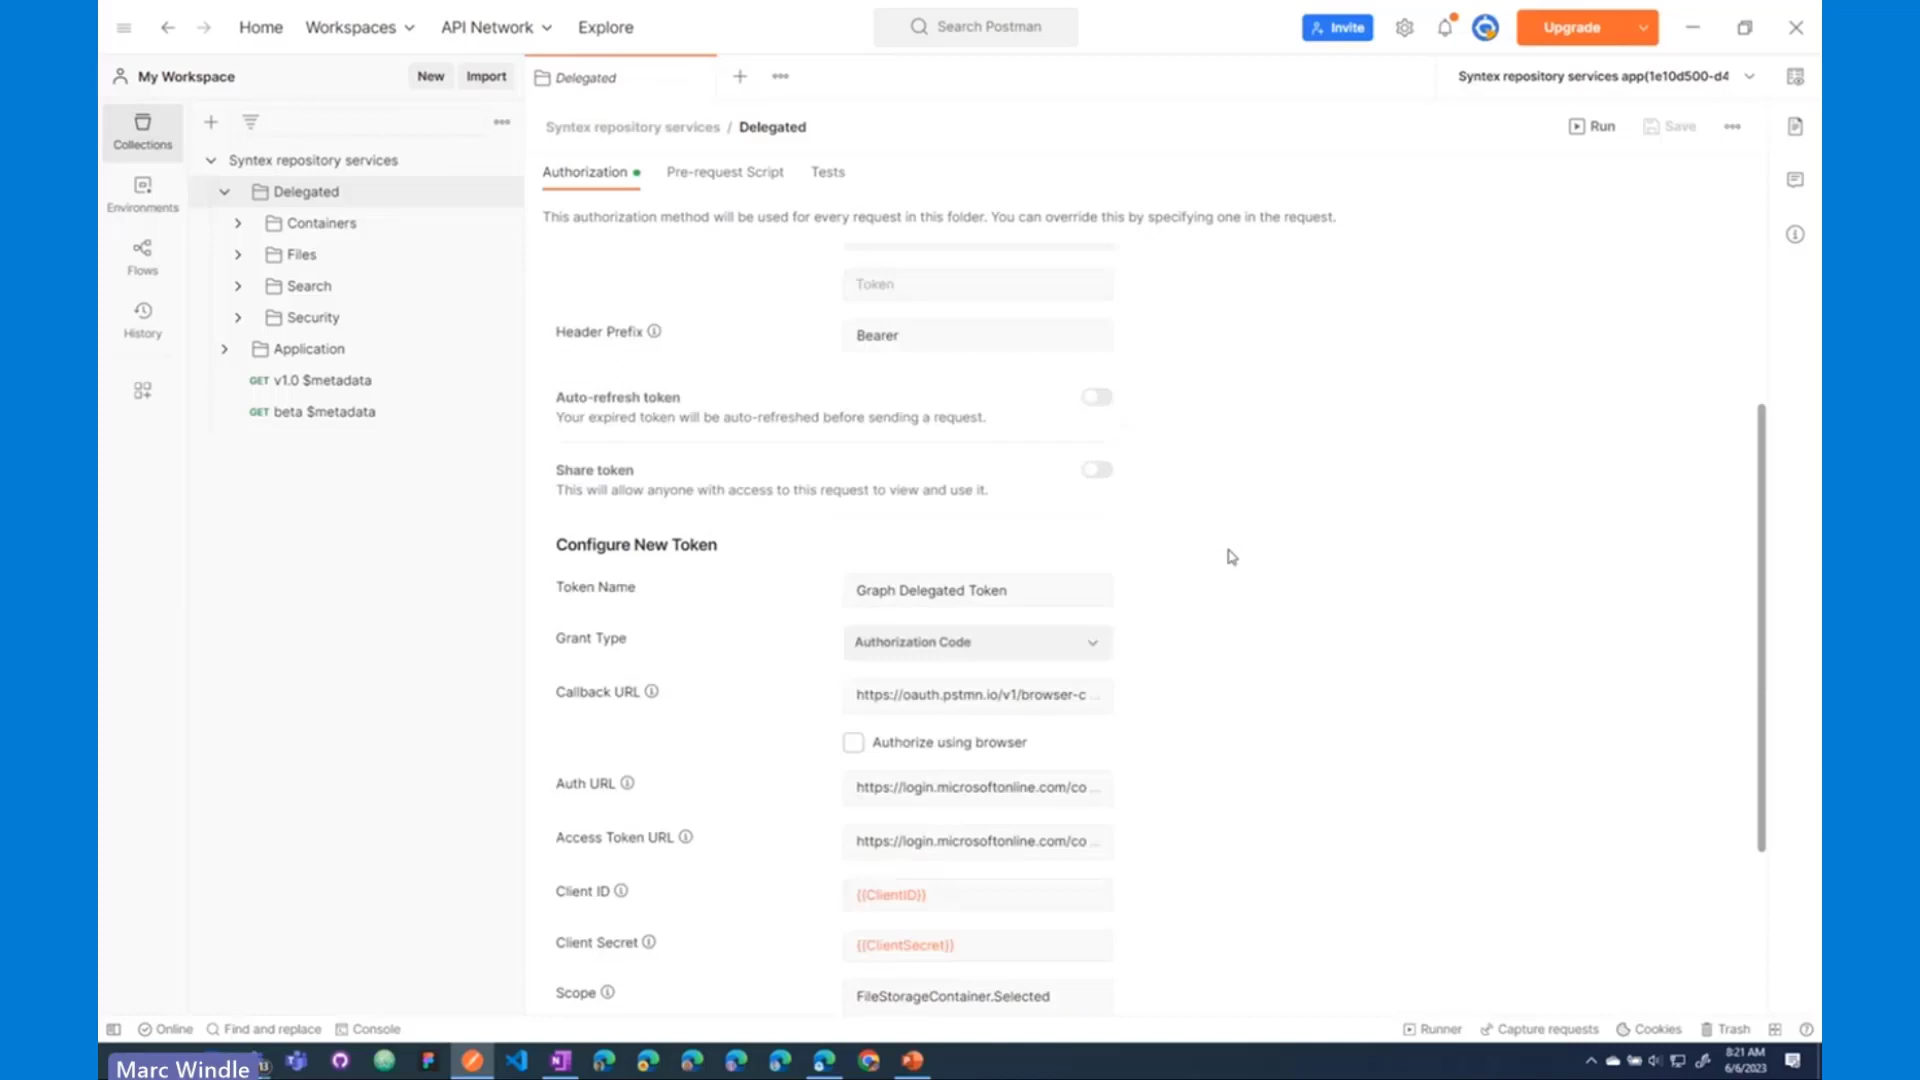 Home Workspaces API Network Explore Search Postman Invite Upgrade
My Workspace New Import Delegated Syntex repository services app(1e10d500-d4
Collections
Environments
Flows
History
Syntex repository services
Delegated
Containers
Files
Search
Security
Application
GET v1.0 $metadata
GET beta $metadata
Syntex repository services / Delegated Run Save
Authorization Pre-request Script Tests
This authorization method will be used for every request in this folder. You can override this by specifying one in the request.
Token
Header Prefix Bearer
Auto-refresh token
Your expired token will be auto-refreshed before sending a request.
Share token
This will allow anyone with access to this request to view and use it.
Configure New Token
Token Name Graph Delegated Token
Grant Type Authorization Code
Callback URL https://oauth.pstmn.io/v1/browser-c ...
Authorize using browser
Auth URL https://login.microsoftonline.com/co ...
Access Token URL https://login.microsoftonline.com/co ...
Client ID {{ClientID}}
Client Secret {{ClientSecret}}
Scope FileStorageContainer.Selected
Online Find and replace Console Runner Capture requests Cookies Trash
Marc Windle 13 8:21 AM
6/6/2023